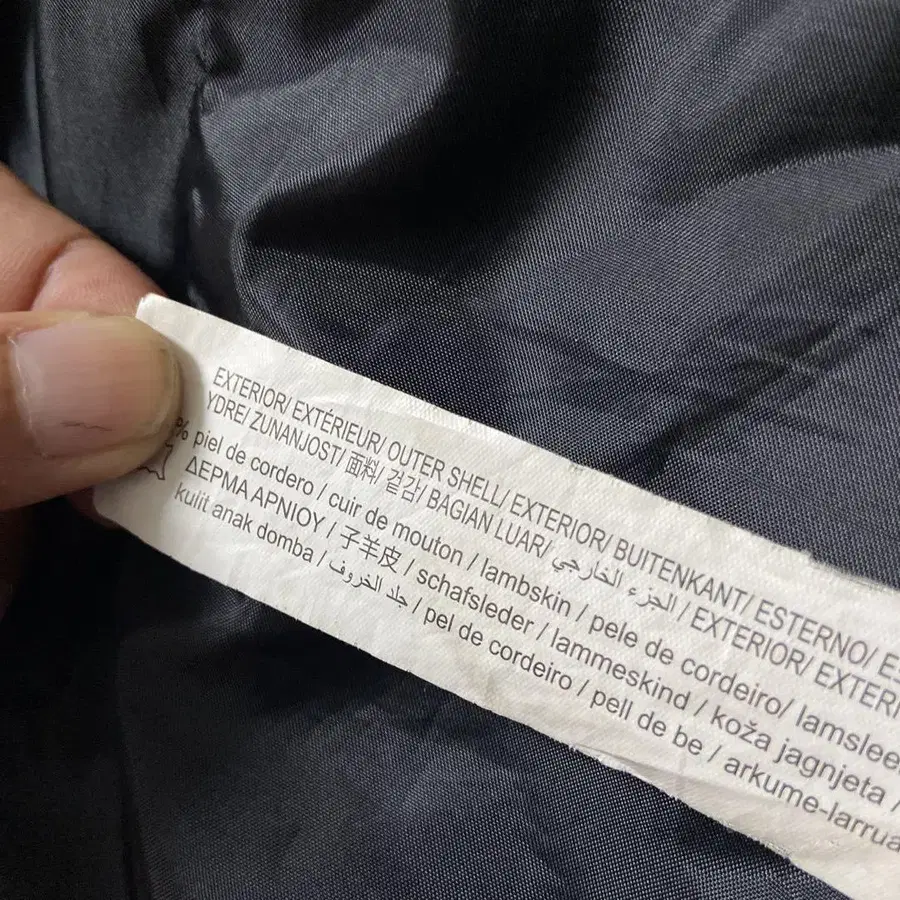 EXTERIOR/ EXTÉRIEUR/ OUTER SHELL/ EXTERIOR/ BUITENKANT/ ESTERNO/
YDRE/ ZUNANJOST/ 面料/ 겉감/ BAGIAN LUAR/ الجزء الخارجي / EXTERIOR/
% piel de cordero / cuir de mouton / lambskin / pele de cordeiro/
ΔΕΡΜΑ ΑΡΝΙΟΥ / 子羊皮 / schafsleder / lammeskind / koža jagnjeta /
kulit anak domba / جلد الخروف / pel de cordeiro / pell de be / arkume-larrua